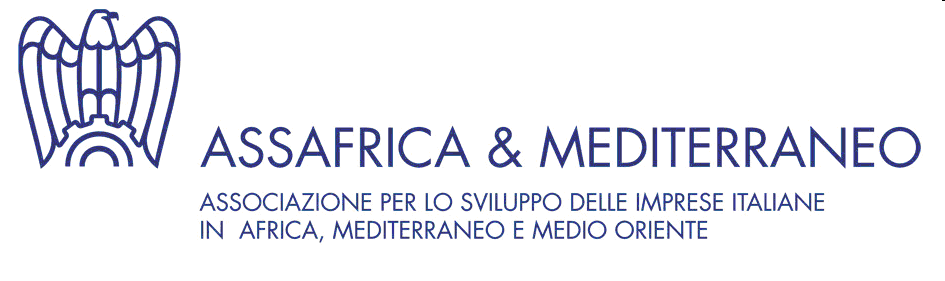 ASSAFRICA & MEDITERRANEO
ASSOCIAZIONE PER LO SVILUPPO DELLE IMPRESE ITALIANE
IN AFRICA, MEDITERRANEO E MEDIO ORIENTE